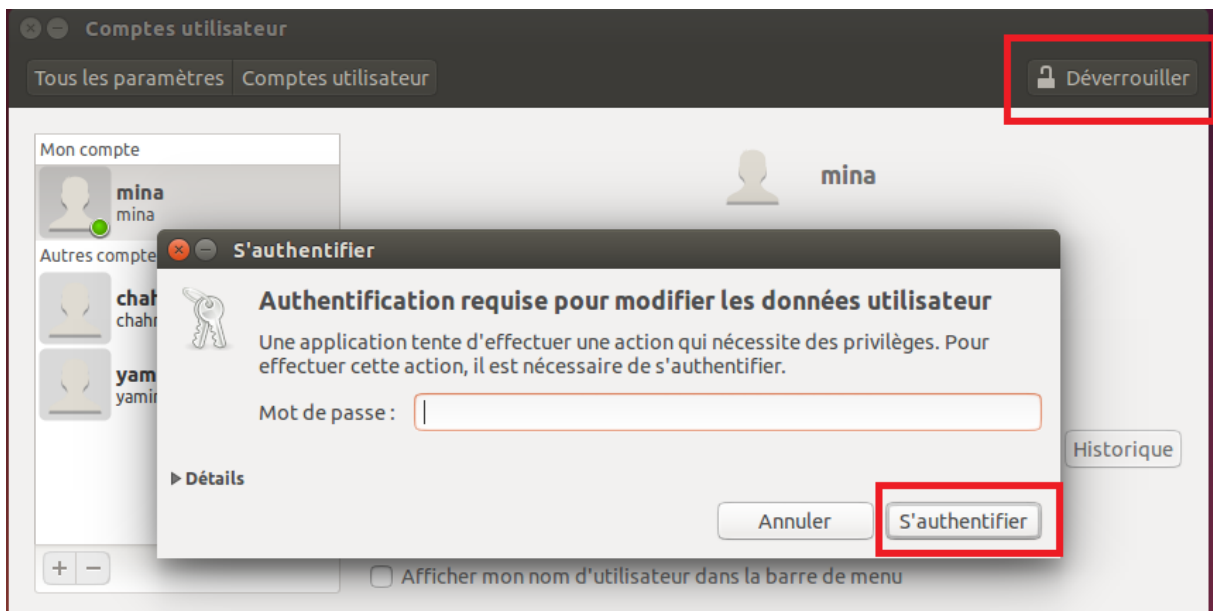 Comptes utilisateur
Tous les paramètres Comptes utilisateur
Déverrouiller
Mon compte
mina
mina
mina
Autres compte
S'authentifier
Authentification requise pour modifier les données utilisateur
Une application tente d'effectuer une action qui nécessite des privilèges. Pour
effectuer cette action, il est nécessaire de s'authentifier.
Mot de passe :
Détails
Annuler
S'authentifier
Historique
+ −
Afficher mon nom d'utilisateur dans la barre de menu